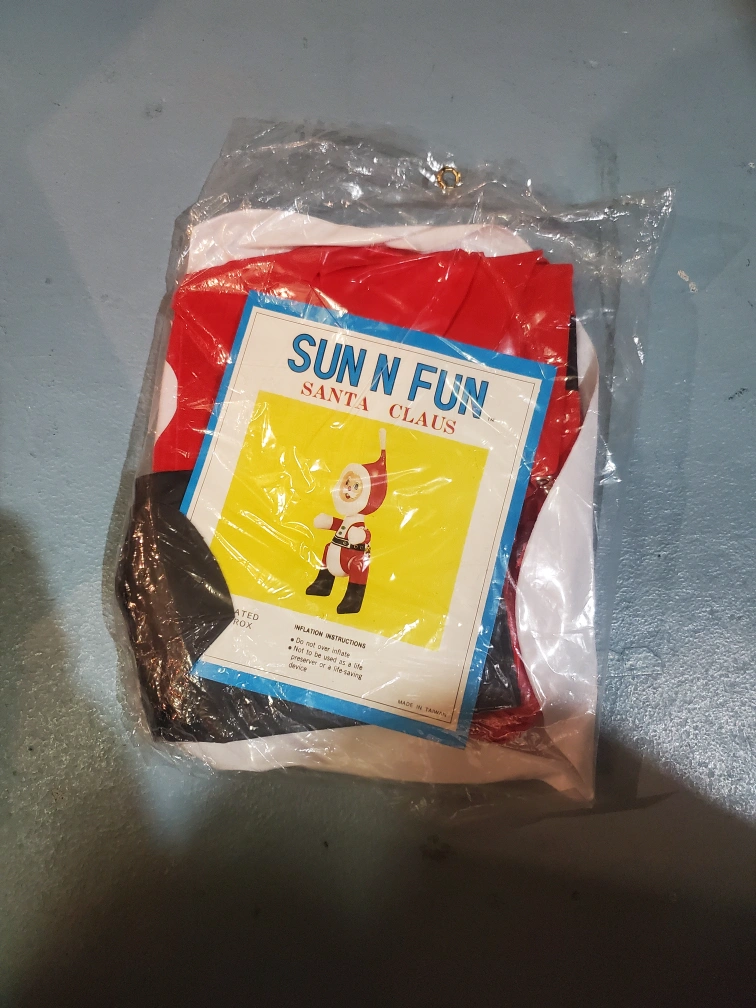 SUN N FUN
SANTA CLAUS
ATED
ROX
INFLATION INSTRUCTIONS
• Do not over inflate
• Not to be used as a life
preserver or a life-saving
device
MADE IN TAIWAN